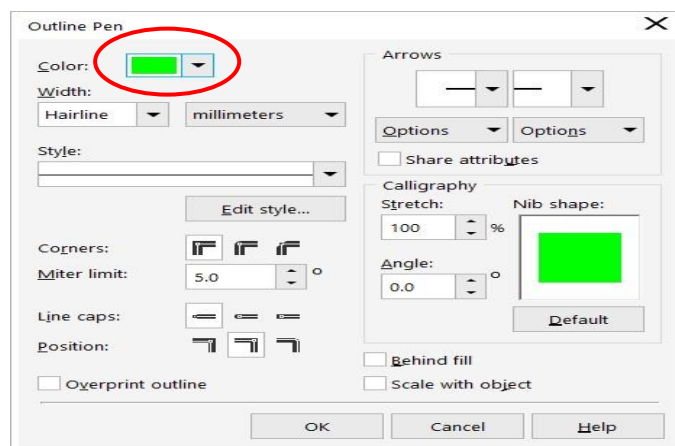 Outline Pen
Color:
Width:
Hairline millimeters
Style:
Edit style...
Corners:
Miter limit: 5.0 °
Line caps:
Position:
Overprint outline
Arrows
Options Options
Share attributes
Calligraphy
Stretch: Nib shape:
100 %
Angle:
0.0 °
Default
Behind fill
Scale with object
OK Cancel Help